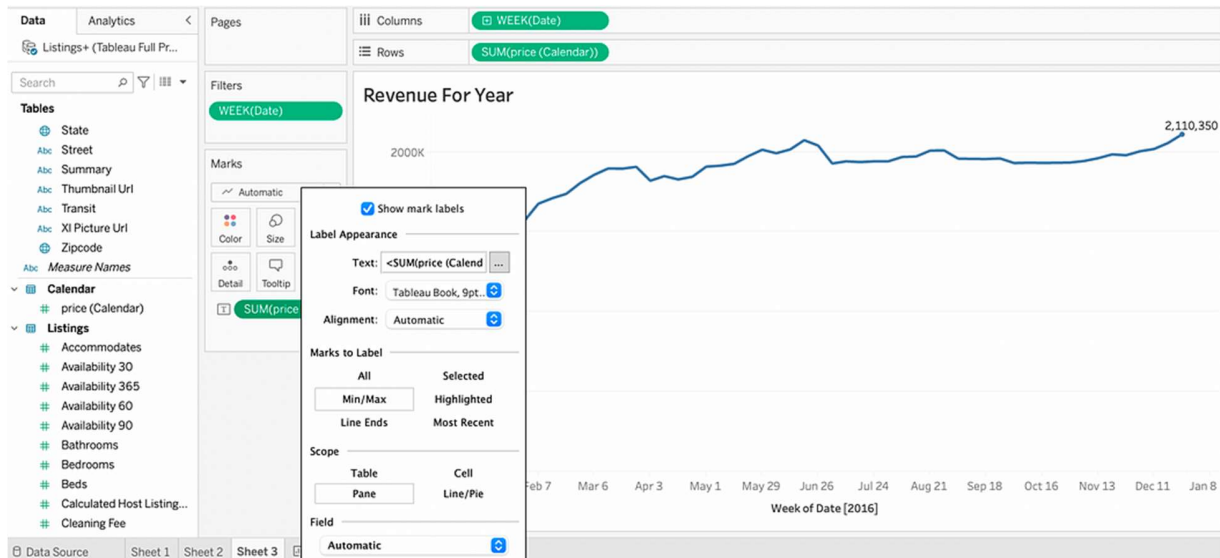 Data
Analytics
Listings+ (Tableau Full Pr...
Search
Tables
State
Abc Street
Abc Summary
Abc Thumbnail Url
Abc Transit
Abc Xl Picture Url
Zipcode
Abc Measure Names
Calendar
# price (Calendar)
Listings
# Accommodates
# Availability 30
# Availability 365
# Availability 60
# Availability 90
# Bathrooms
# Bedrooms
# Beds
# Calculated Host Listing...
# Cleaning Fee
Pages
Filters
WEEK(Date)
Marks
Automatic
Color
Size
Detail
Tooltip
T SUM(price
Columns
WEEK(Date)
Rows
SUM(price (Calendar))
Revenue For Year
2,110,350
2000K
Show mark labels
Label Appearance
Text: <SUM(price (Calend ...
Font: Tableau Book, 9pt...
Alignment: Automatic
Marks to Label
All Selected
Min/Max Highlighted
Line Ends Most Recent
Scope
Table Cell
Pane Line/Pie
Field
Automatic
Feb 7 Mar 6 Apr 3 May 1 May 29 Jun 26 Jul 24 Aug 21 Sep 18 Oct 16 Nov 13 Dec 11 Jan 8
Week of Date [2016]
Data Source Sheet 1 Sheet 2 Sheet 3